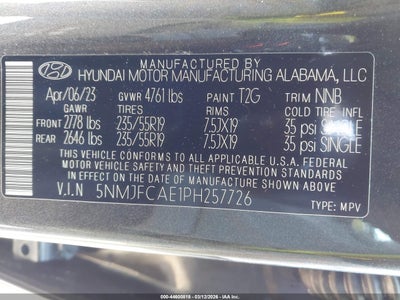 MANUFACTURED BY
HYUNDAI MOTOR MANUFACTURING ALABAMA, LLC
Apr/06/23 GVWR 4761 lbs PAINT T2G TRIM NNB
GAWR TIRES RIMS COLD TIRE INFL
FRONT 2778 lbs 235/55R19 7.5JX19 35 psi SINGLE
REAR 2646 lbs 235/55R19 7.5JX19 35 psi SINGLE
THIS VEHICLE CONFORMS TO ALL APPLICABLE U.S.A. FEDERAL MOTOR VEHICLE
SAFETY AND THEFT PREVENTION STANDARDS IN EFFECT ON THE DATE OF
MANUFACTURE SHOWN ABOVE.
V.I.N 5NMJFCAE1PH257726
TYPE: MPV
000-44600818 - 03/12/2026 - IAA